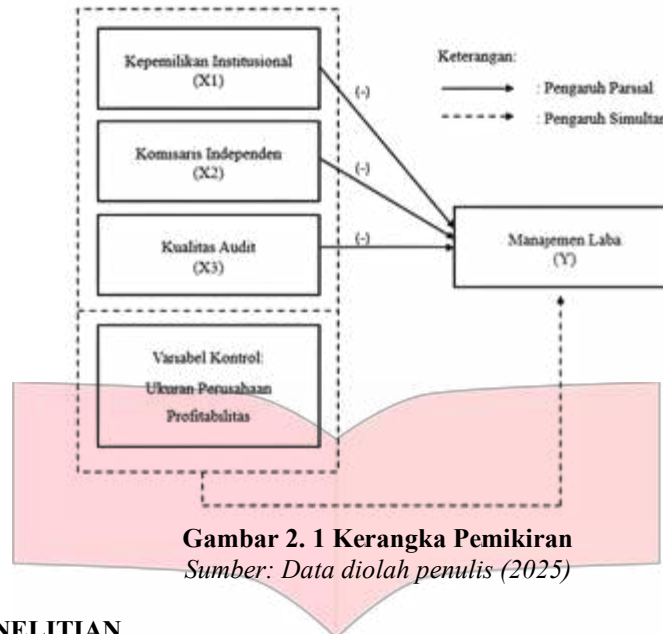 Kepemilikan Institusional
(X1)
Komisaris Independen
(X2)
Kualitas Audit
(X3)
Variabel Kontrol:
Ukuran Perusahaan
Profitabilitas
(-)
(-)
(-)
Keterangan:
: Pengaruh Parsial
: Pengaruh Simultan
Manajemen Laba
(Y)
Gambar 2. 1 Kerangka Pemikiran
Sumber: Data diolah penulis (2025)
NELITIAN